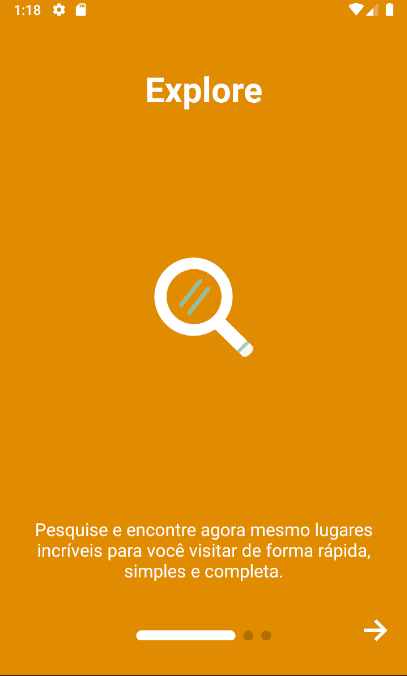 1:18
Explore
Pesquise e encontre agora mesmo lugares
incríveis para você visitar de forma rápida,
simples e completa.